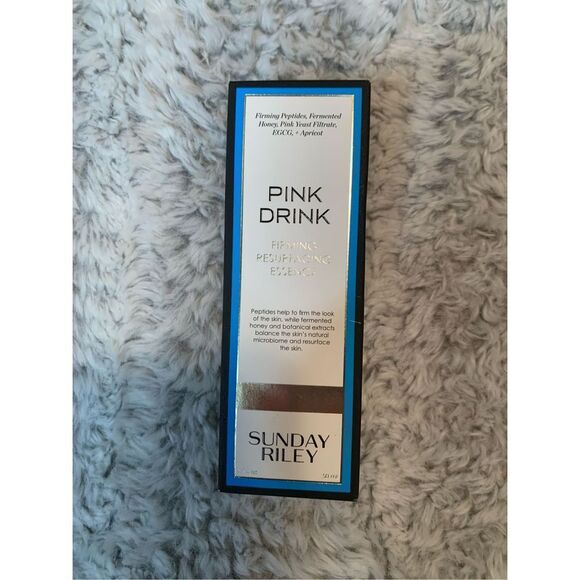 Firming Peptides, Fermented
Honey, Pink Yeast Filtrate,
EGCG, + Apricot
PINK
DRINK
FIRMING
RESURFACING
ESSENCE
Peptides help to firm the look
of the skin, while fermented
honey and botanical extracts
balance the skin's natural
microbiome and resurface
the skin.
SUNDAY
RILEY
50 ml